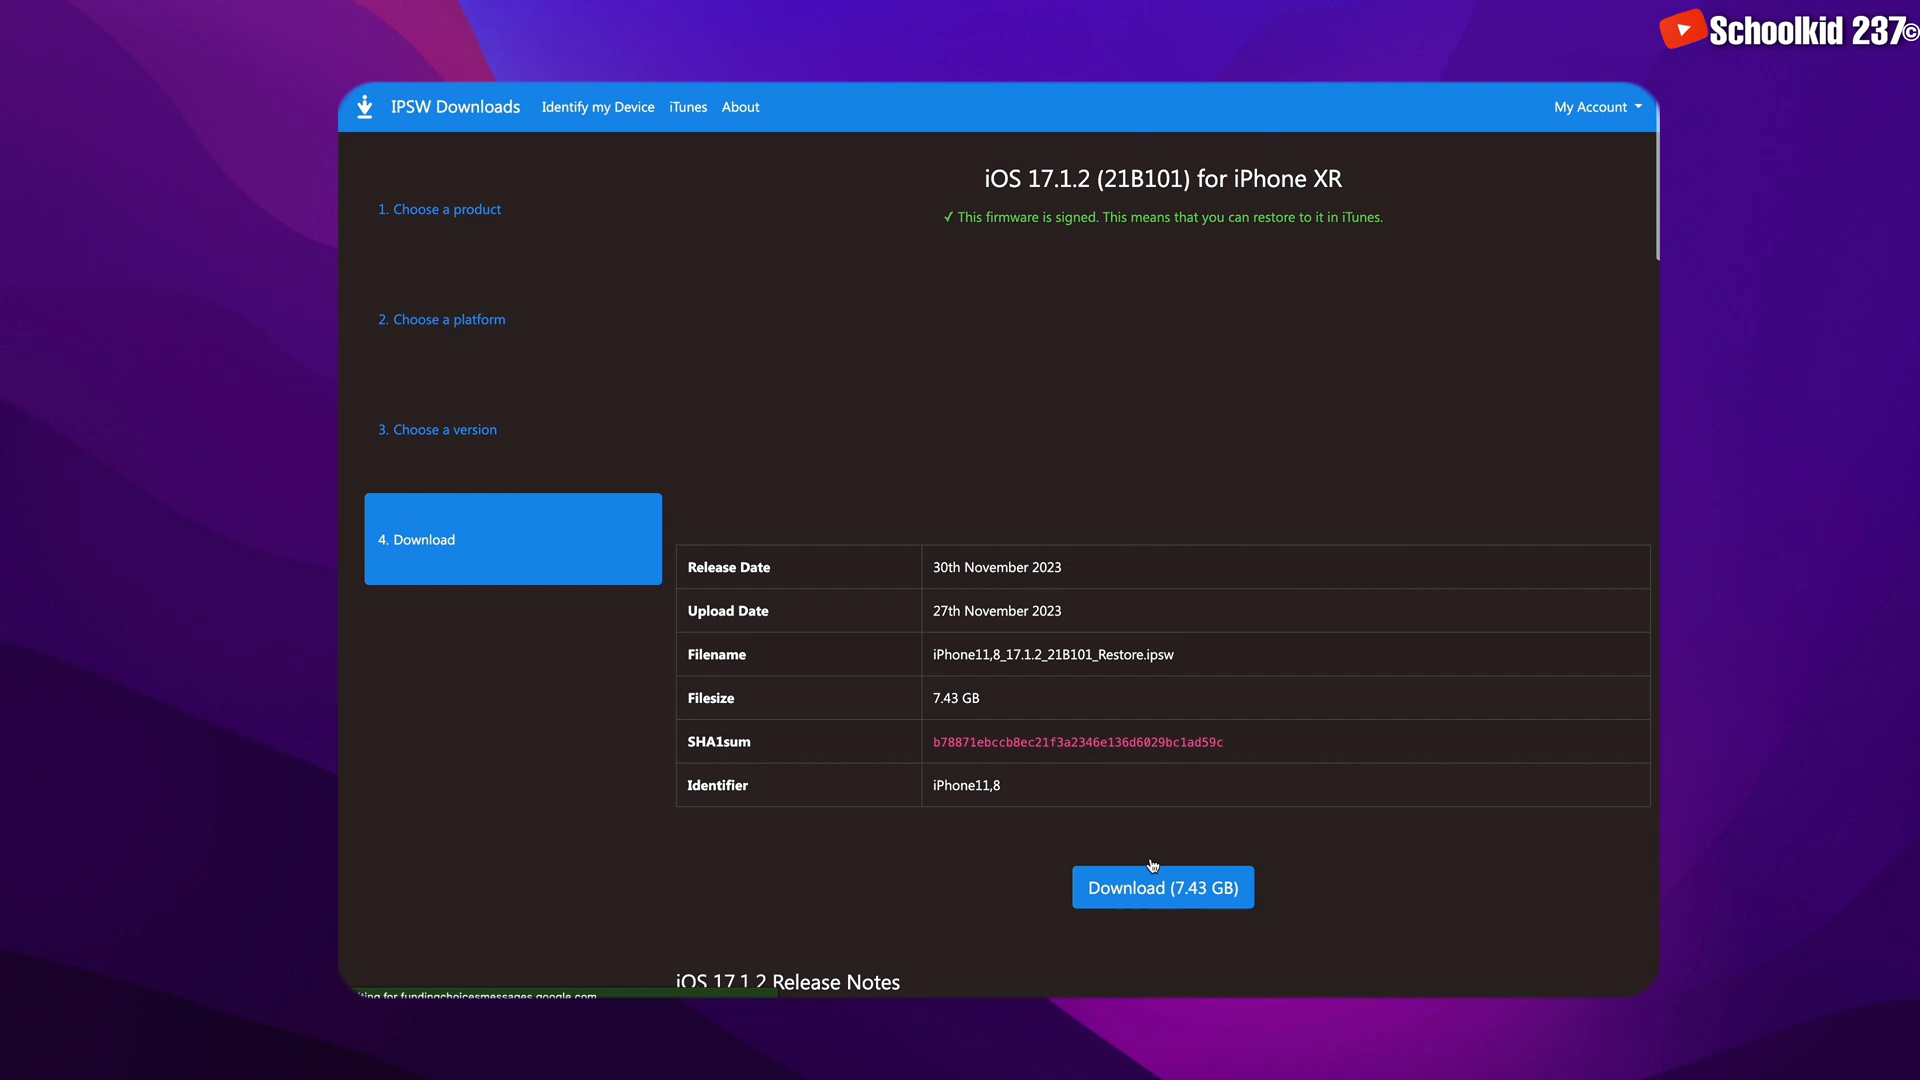 Schoolkid 237©
IPSW Downloads Identify my Device iTunes About My Account
iOS 17.1.2 (21B101) for iPhone XR
✓ This firmware is signed. This means that you can restore to it in iTunes.
1. Choose a product
2. Choose a platform
3. Choose a version
4. Download
Release Date 30th November 2023
Upload Date 27th November 2023
Filename iPhone11,8_17.1.2_21B101_Restore.ipsw
Filesize 7.43 GB
SHA1sum b78871ebccb8ec21f3a2346e136d6029bc1ad59c
Identifier iPhone11,8
Download (7.43 GB)
iOS 17.1.2 Release Notes
for fundingchoicesmessages.google.com